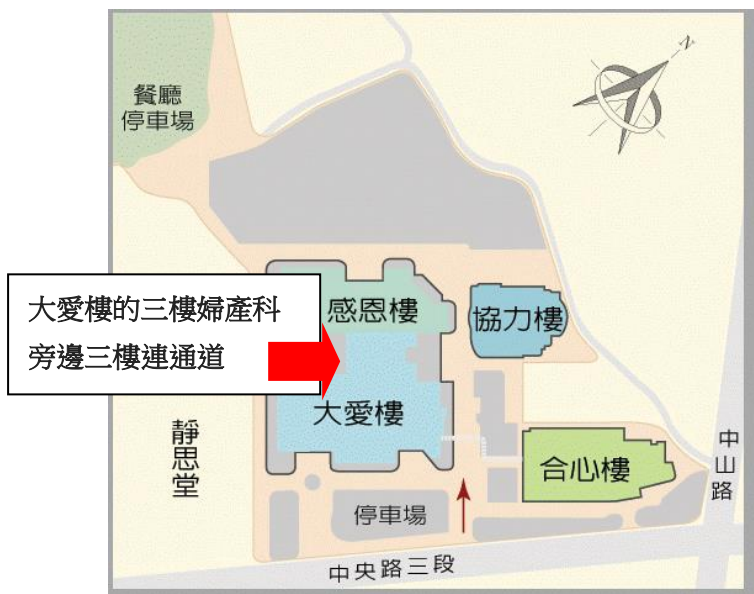 N
餐廳
停車場
大愛樓的三樓婦產科
旁邊三樓連通道
感恩樓
協力樓
大愛樓
靜思堂
合心樓
中山路
停車場
中央路三段